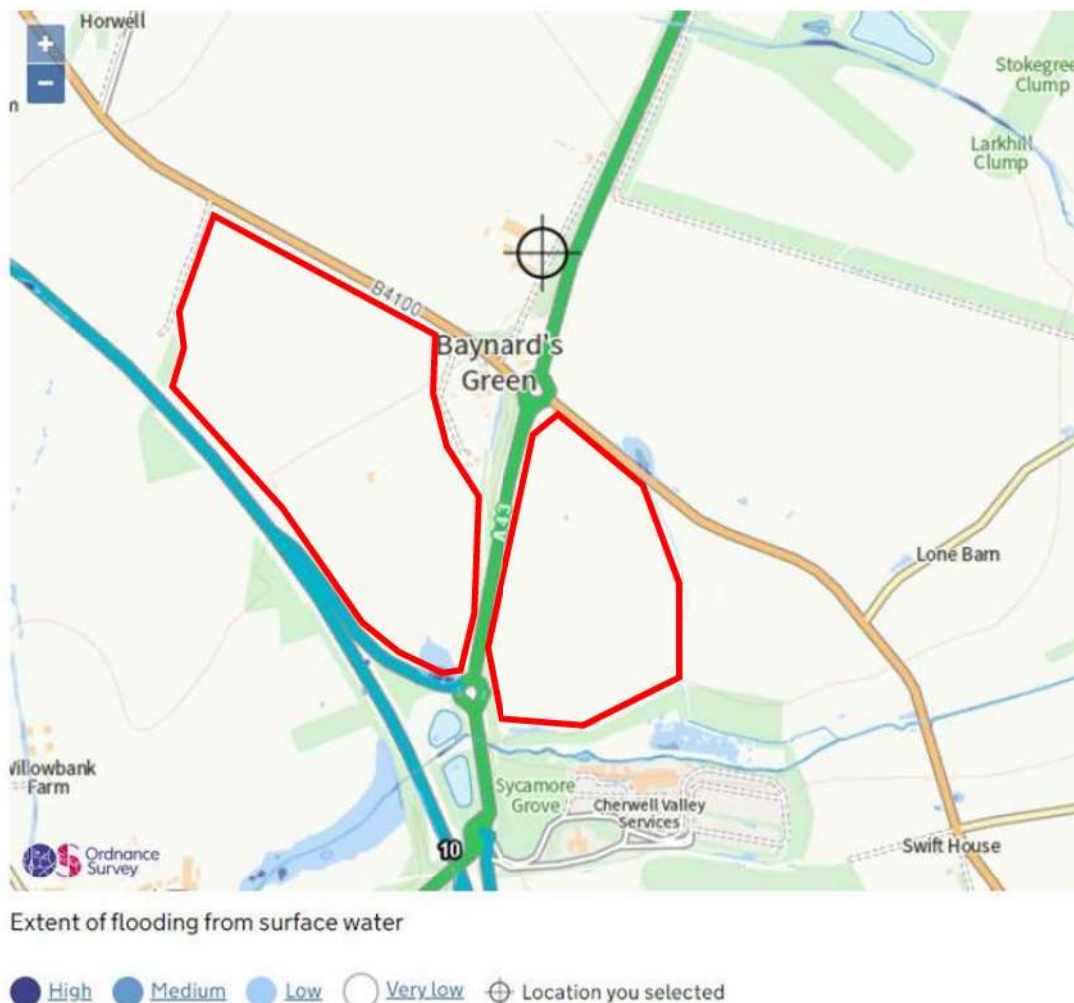 Horwell
+
−
Stokegree
Clump
Larkhill
Clump
B4100
Baynard's
Green
A43
Lone Barn
Willowbank
Farm
Sycamore
Grove
Cherwell Valley
Services
Swift House
10
Ordnance
Survey
Extent of flooding from surface water
High Medium Low Very low Location you selected